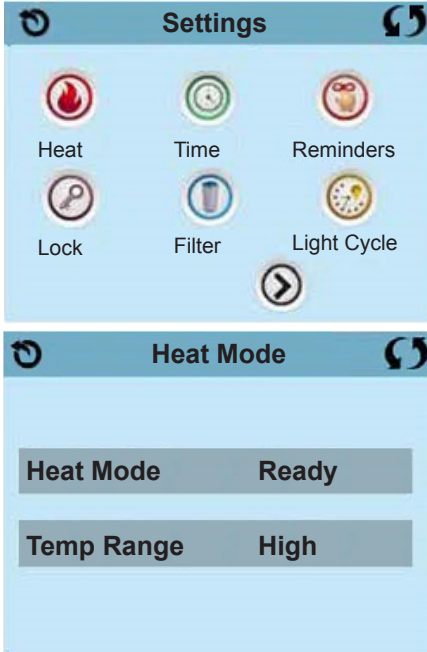 Settings
Heat Time Reminders
Lock Filter Light Cycle
Heat Mode
Heat Mode Ready
Temp Range High